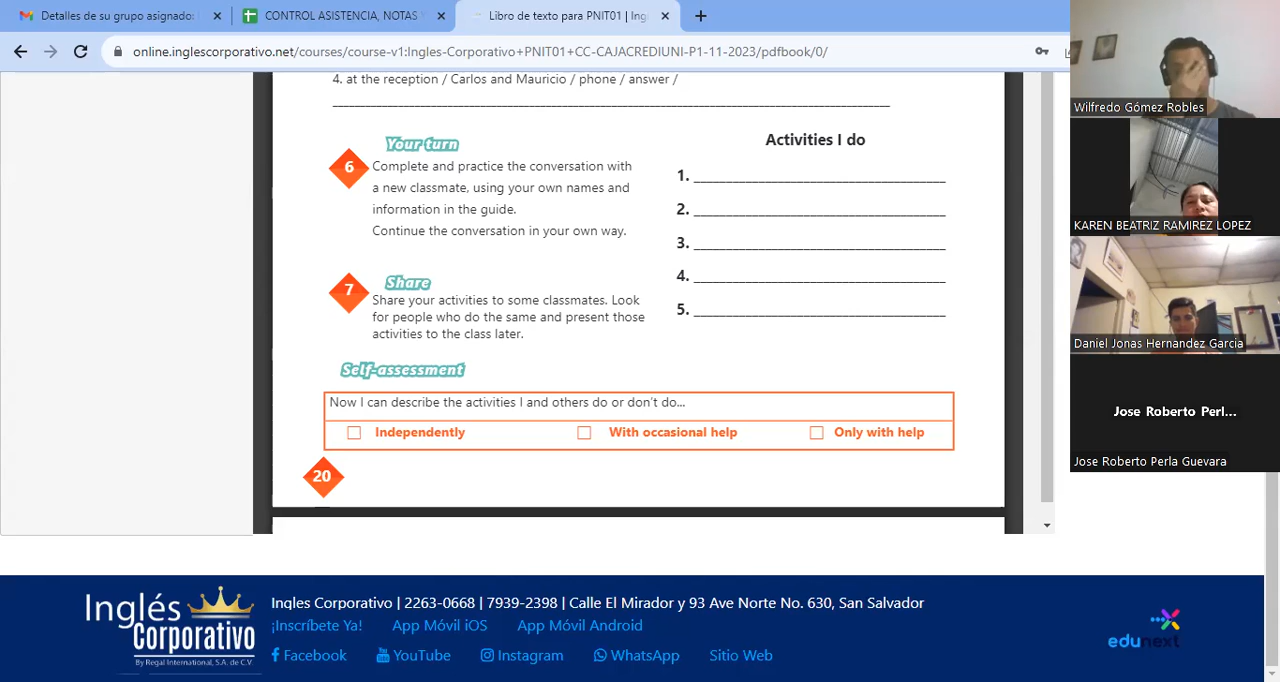 Detalles de su grupo asignado:
CONTROL ASISTENCIA, NOTAS Y
Libro de texto para PNIT01 | Ing
online.inglescorporativo.net/courses/course-v1:Ingles-Corporativo+PNIT01+CC-CAJACREDIUNI-P1-11-2023/pdfbook/0/
4. at the reception / Carlos and Mauricio / phone / answer /
Your turn
6
Complete and practice the conversation with
a new classmate, using your own names and
information in the guide.
Continue the conversation in your own way.
Share
7
Share your activities to some classmates. Look
for people who do the same and present those
activities to the class later.
Activities I do
1.
2.
3.
4.
5.
Self-assessment
Now I can describe the activities I and others do or don't do...
Independently
With occasional help
Only with help
20
Wilfredo Gómez Robles
KAREN BEATRIZ RAMIREZ LOPEZ
Daniel Jonas Hernandez Garcia
Jose Roberto Perl...
Jose Roberto Perla Guevara
Inglés
Corporativo
By Regal International, S.A. de C.V.
Ingles Corporativo | 2263-0668 | 7939-2398 | Calle El Mirador y 93 Ave Norte No. 630, San Salvador
¡Inscríbete Ya! App Móvil iOS App Móvil Android
Facebook YouTube Instagram WhatsApp Sitio Web
edunext